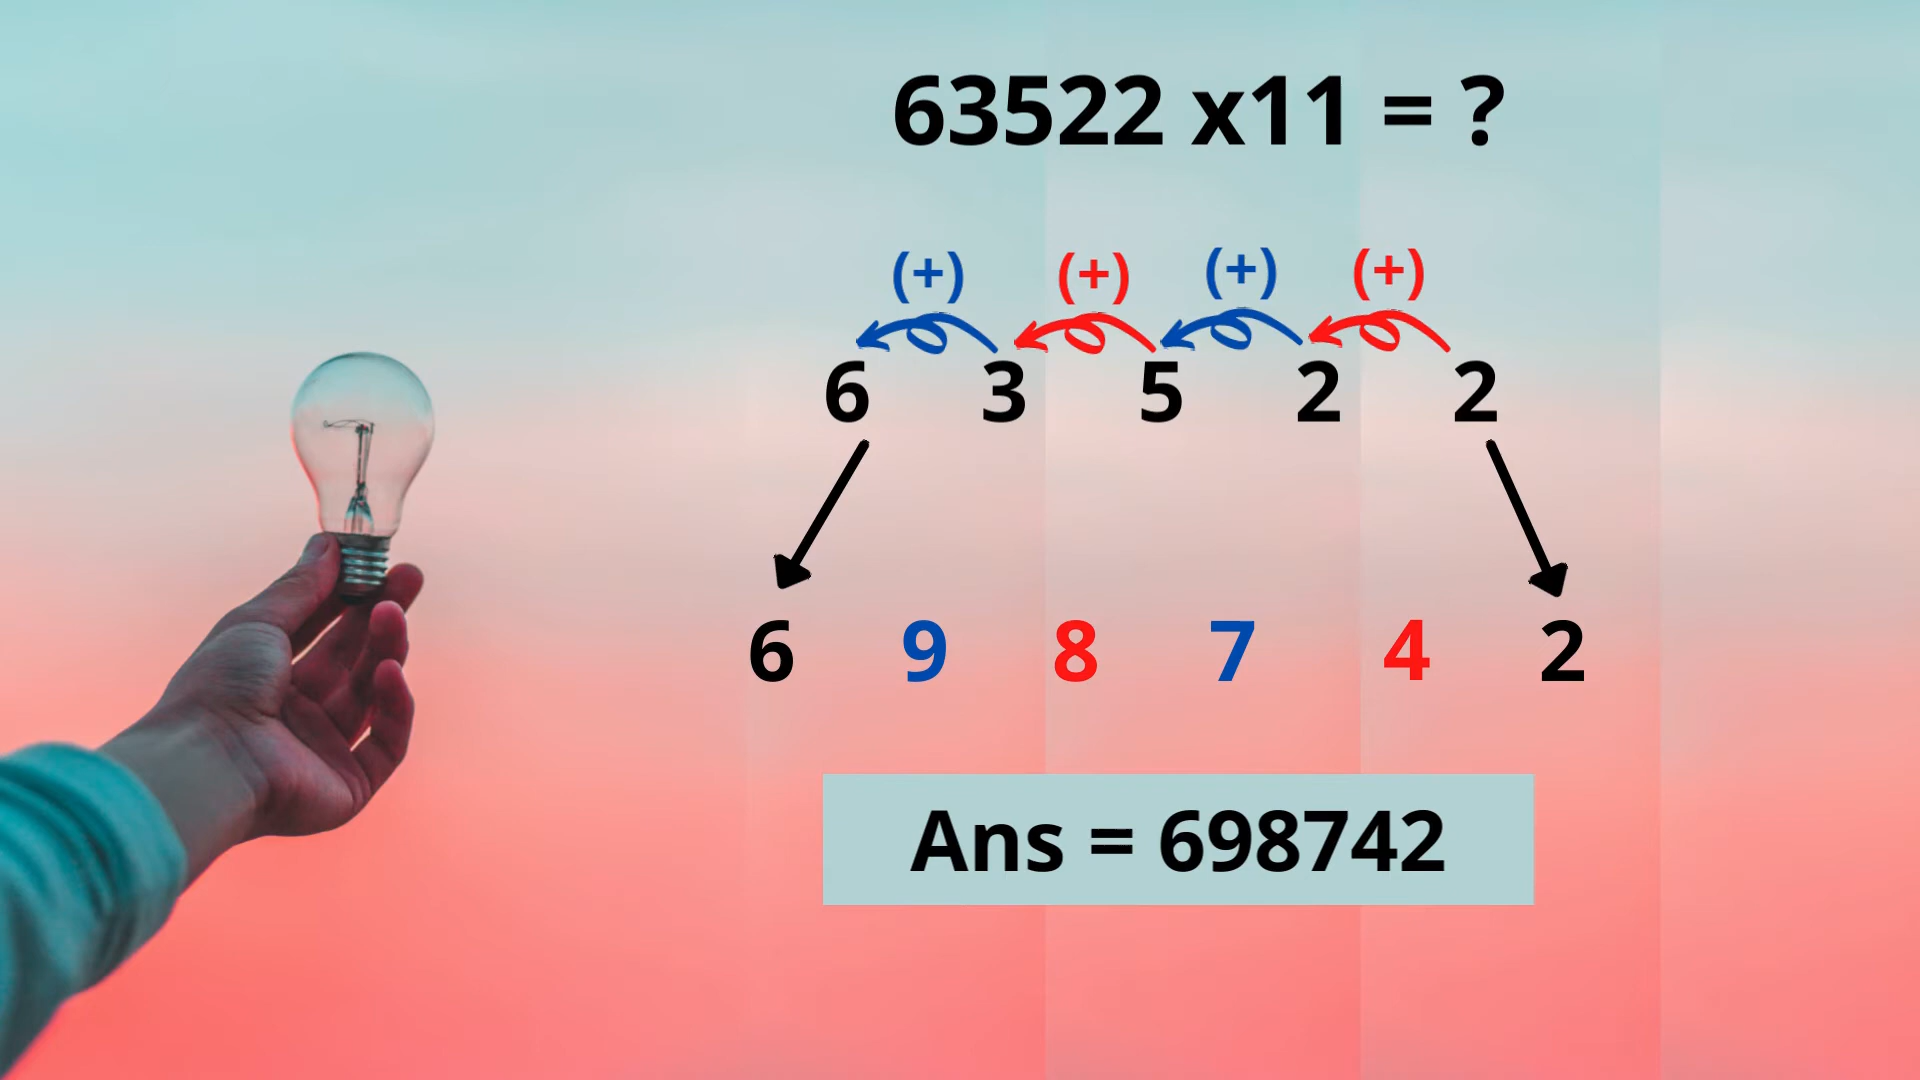 63522 x11 = ?
(+) (+) (+) (+)
6 3 5 2 2
6 9 8 7 4 2
Ans = 698742